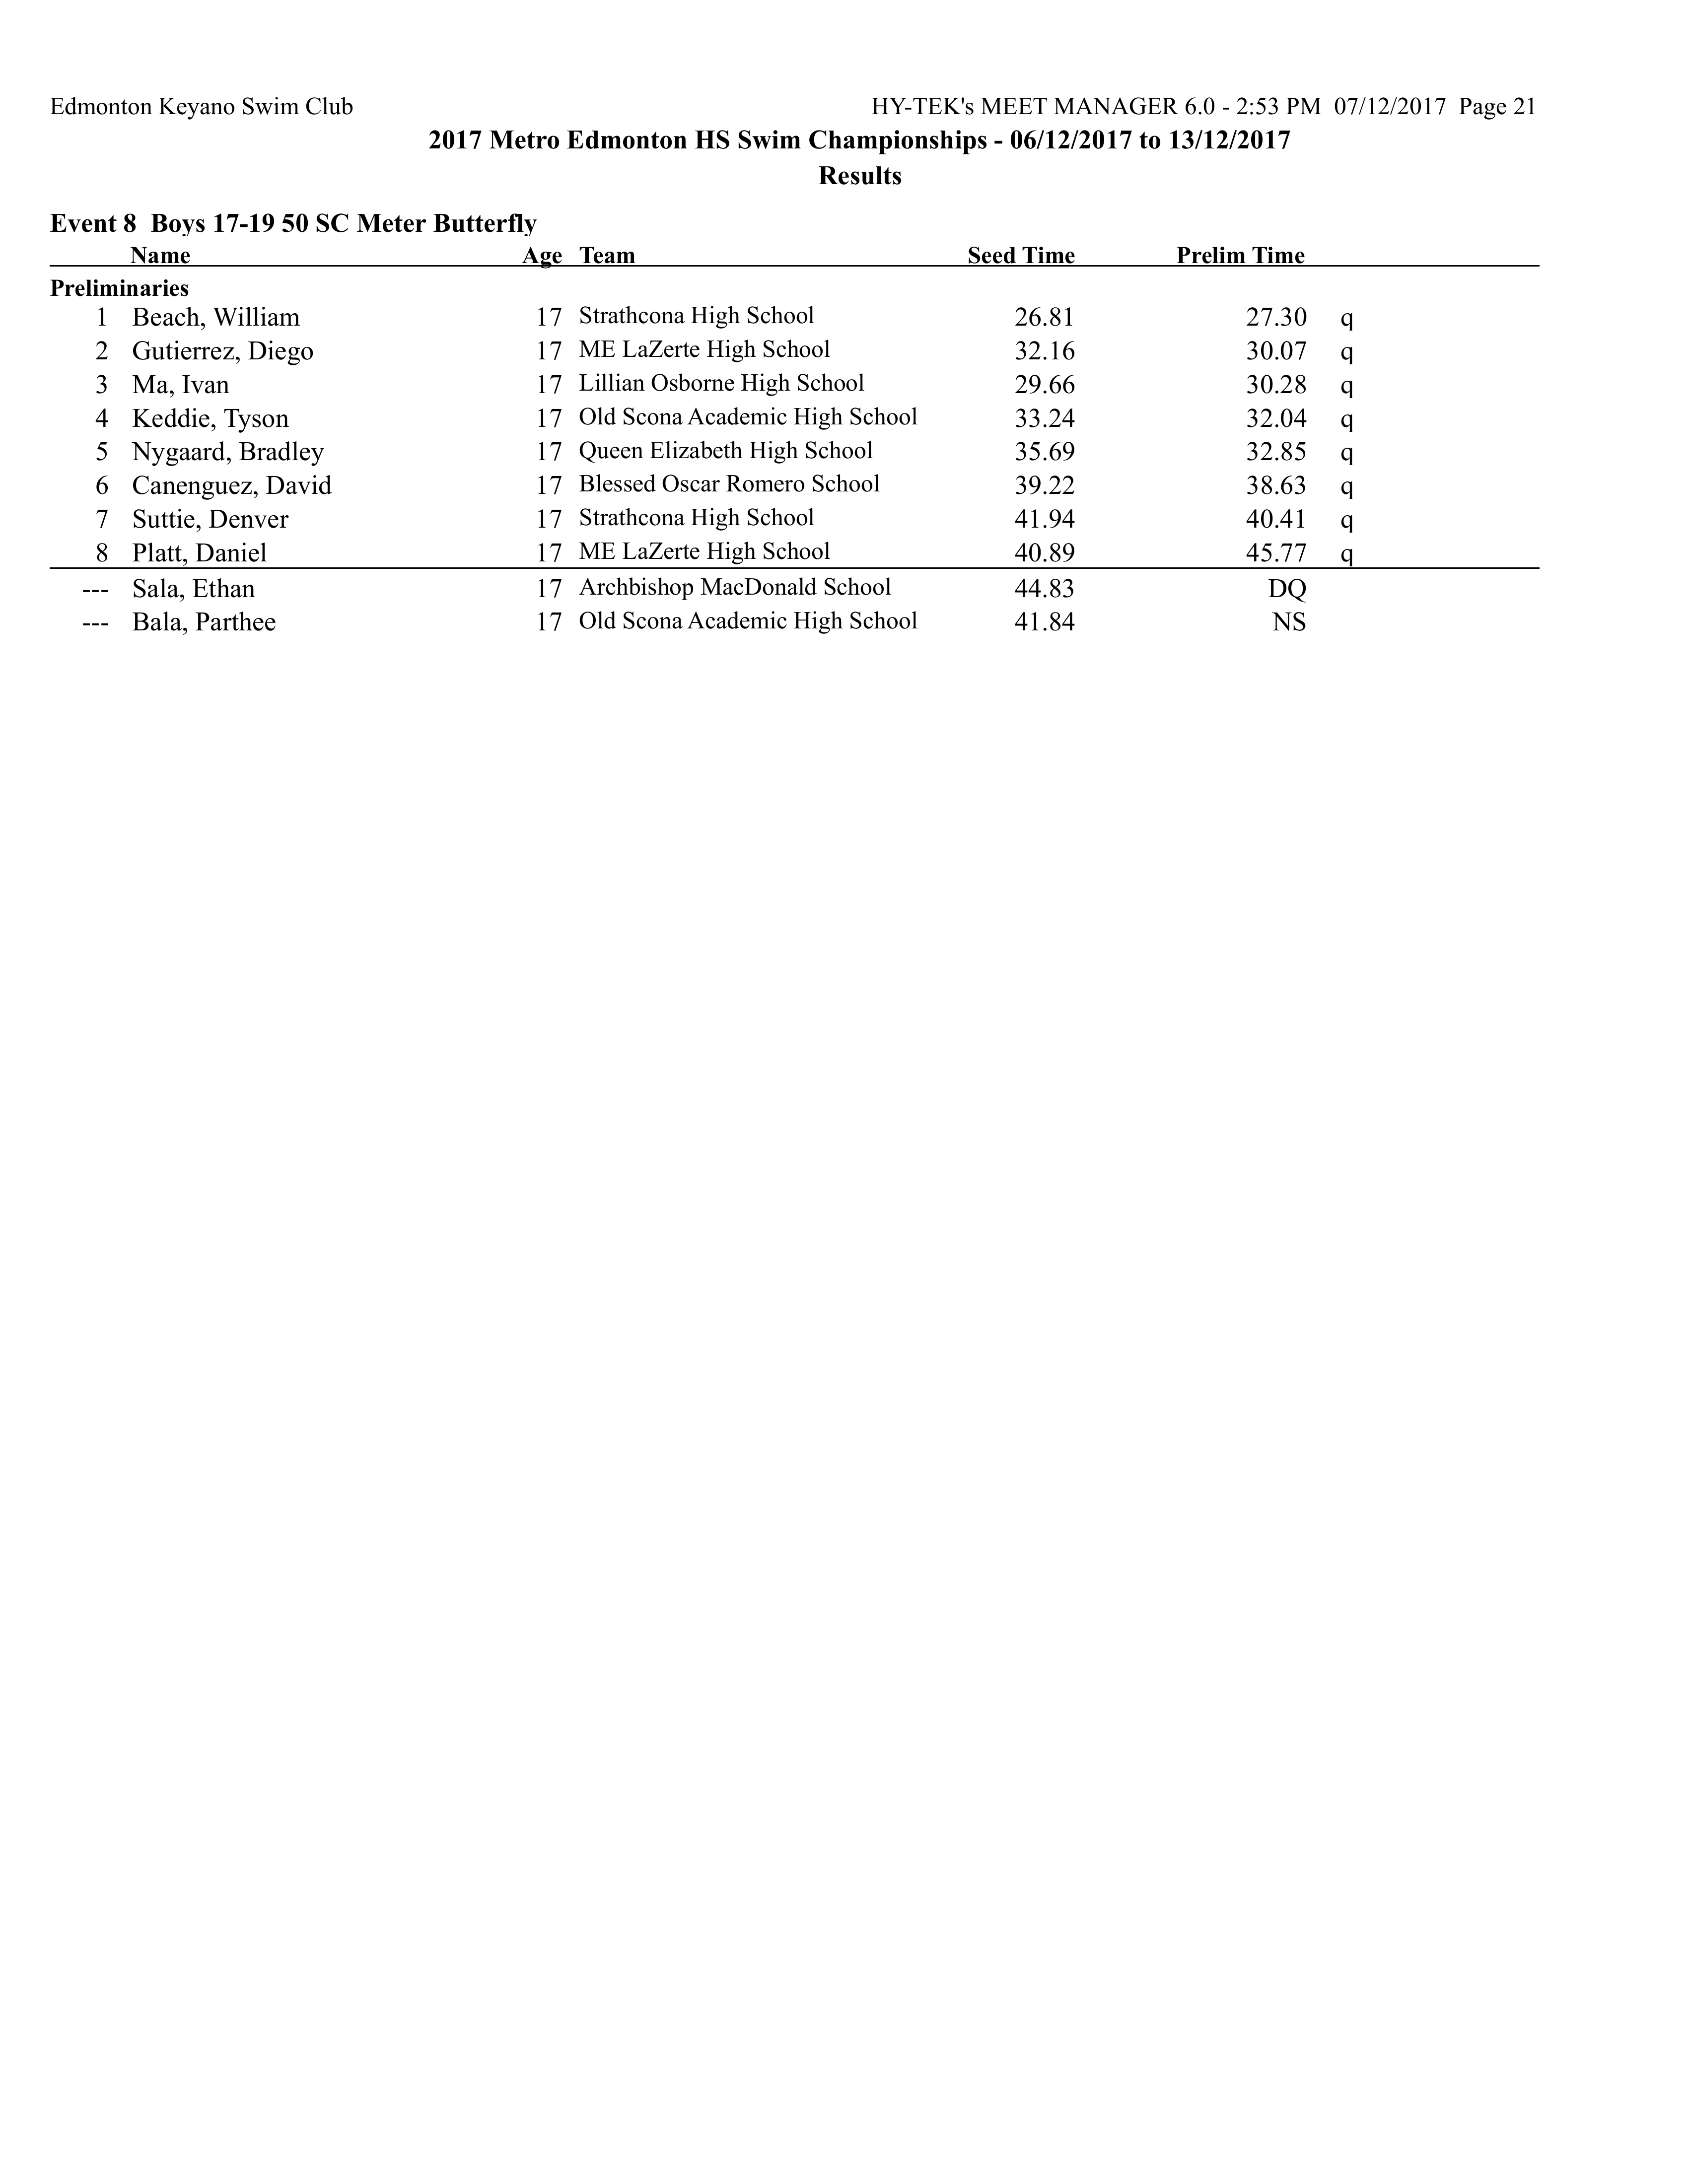 Edmonton Keyano Swim Club HY-TEK's MEET MANAGER 6.0 - 2:53 PM 07/12/2017 Page 21
2017 Metro Edmonton HS Swim Championships - 06/12/2017 to 13/12/2017
Results
Event 8 Boys 17-19 50 SC Meter Butterfly
Name Age Team Seed Time Prelim Time
Preliminaries
1 Beach, William 17 Strathcona High School 26.81 27.30 q
2 Gutierrez, Diego 17 ME LaZerte High School 32.16 30.07 q
3 Ma, Ivan 17 Lillian Osborne High School 29.66 30.28 q
4 Keddie, Tyson 17 Old Scona Academic High School 33.24 32.04 q
5 Nygaard, Bradley 17 Queen Elizabeth High School 35.69 32.85 q
6 Canenguez, David 17 Blessed Oscar Romero School 39.22 38.63 q
7 Suttie, Denver 17 Strathcona High School 41.94 40.41 q
8 Platt, Daniel 17 ME LaZerte High School 40.89 45.77 q
--- Sala, Ethan 17 Archbishop MacDonald School 44.83 DQ
--- Bala, Parthee 17 Old Scona Academic High School 41.84 NS